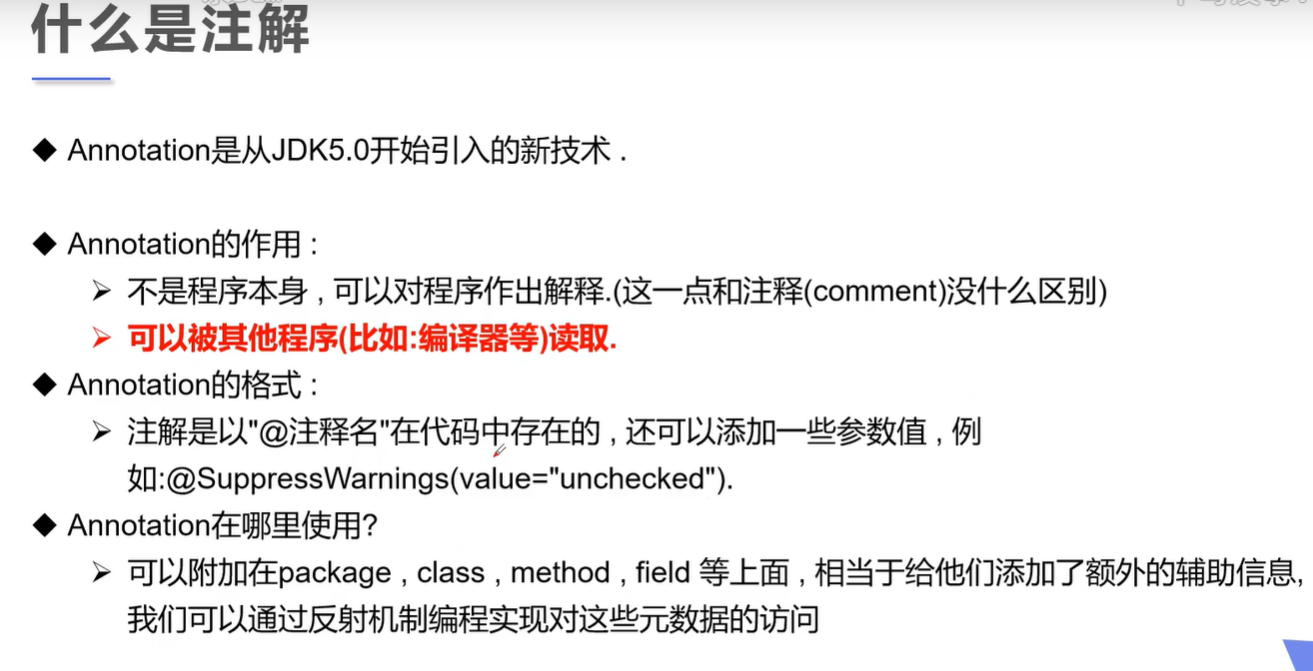 什么是注解
◆ Annotation是从JDK5.0开始引入的新技术 .
◆ Annotation的作用 :
➢ 不是程序本身 , 可以对程序作出解释.(这一点和注释(comment)没什么区别)
➢ 可以被其他程序(比如:编译器等)读取.
◆ Annotation的格式 :
➢ 注解是以"@注释名"在代码中存在的 , 还可以添加一些参数值 , 例
如:@SuppressWarnings(value="unchecked").
◆ Annotation在哪里使用?
➢ 可以附加在package , class , method , field 等上面 , 相当于给他们添加了额外的辅助信息,
我们可以通过反射机制编程实现对这些元数据的访问